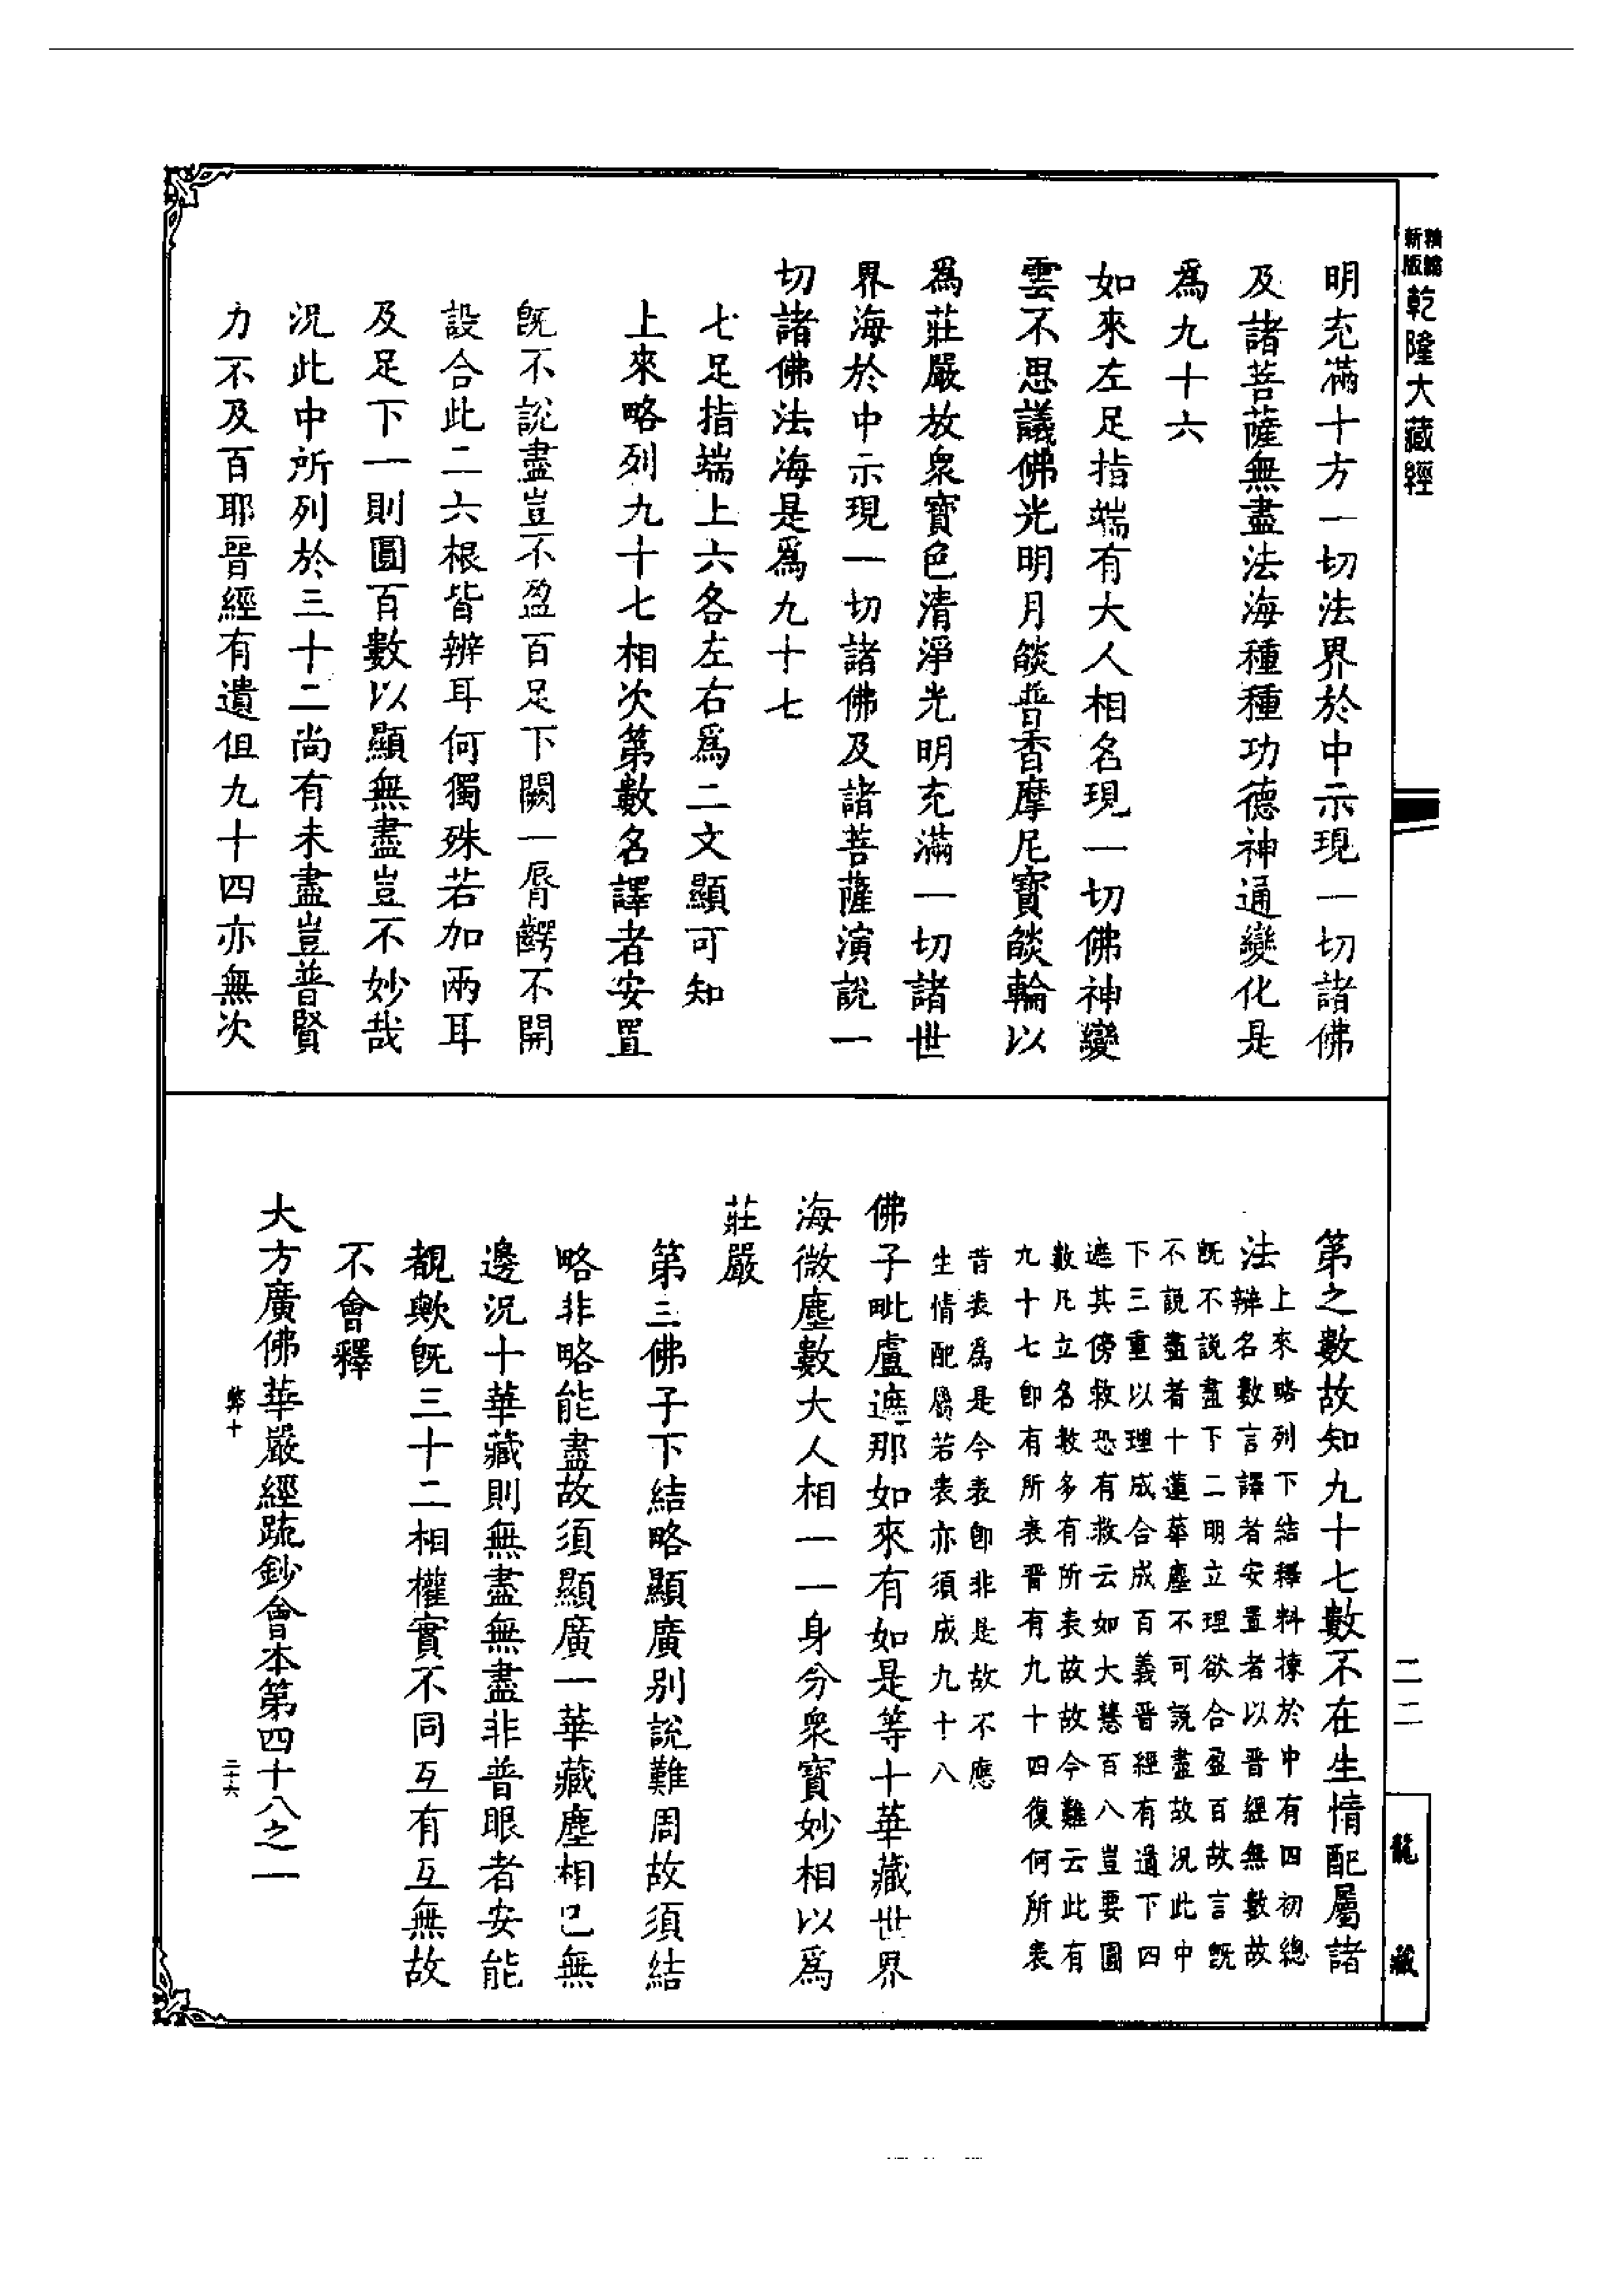 新版
精縮
乾隆大藏經
明充滿十方一切法界於中示現一切諸佛
及諸菩薩無盡法海種種功德神通變化是
爲九十六
如來左足指端有大人相名現一切佛神變
雲不思議佛光明月燄普香摩尼寶燄輪以
爲莊嚴放衆寶色清淨光明充滿一切諸世
界海於中示現一切諸佛及諸菩薩演說一
切諸佛法海是爲九十七
七足指端上六各左右爲二文顯可知
上來略列九十七相次第數名譯者安置
旣不說盡豈不盈百足下闕一脣齶不開
設合此二六根皆辨耳何獨殊若加兩耳
及足下一則圓百數以顯無盡豈不妙哉
況此中所列於三十二尚有未盡豈普賢
力不及百耶晉經有遺但九十四亦無次
第之數故知九十七數不在生情配屬諸
法
上來略列下結釋料揀於中有四初總
辨名數言譯者安置者以晉經無數故
旣不說盡下二明立理欲合盈百故言旣
不說盡者十蓮華塵不可說盡故況此中
下三重以理成合成百義晉經有遺下四
遮其傍救恐有救云如大慧百八豈要圓
數凡立名數多有所表故故今難云此有
九十七卽有所表晉有九十四復何所表
昔表爲是今表卽非是故不應
生情配屬若表亦須成九十八
佛子毗盧遮那如來有如是等十華藏世界
海微塵數大人相一一身分衆寶妙相以爲
莊嚴
第三佛子下結略顯廣別說難周故須結
略非略能盡故須顯廣一華藏塵相已無
邊況十華藏則無盡無盡非普眼者安能
覩歟旣三十二相權實不同互有互無故
不會釋
大方廣佛華嚴經疏鈔會本第四十八之一
弊十
二十六
二二
龍藏